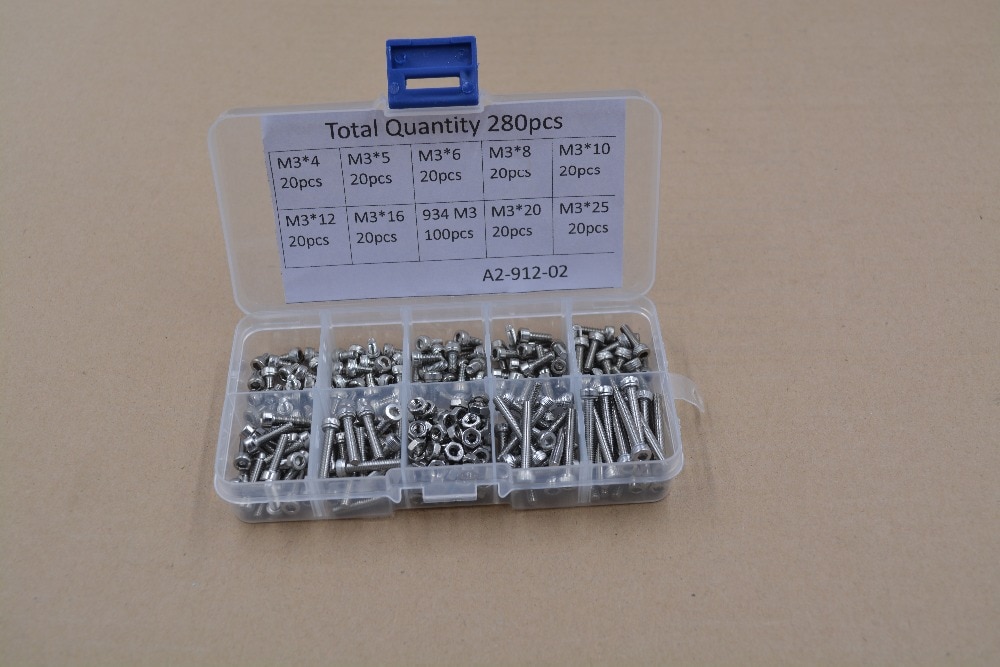 Total Quantity 280pcs
M3*4 M3*5 M3*6 M3*8 M3*10
20pcs 20pcs 20pcs 20pcs 20pcs
M3*12 M3*16 934 M3 M3*20 M3*25
20pcs 20pcs 100pcs 20pcs 20pcs
A2-912-02